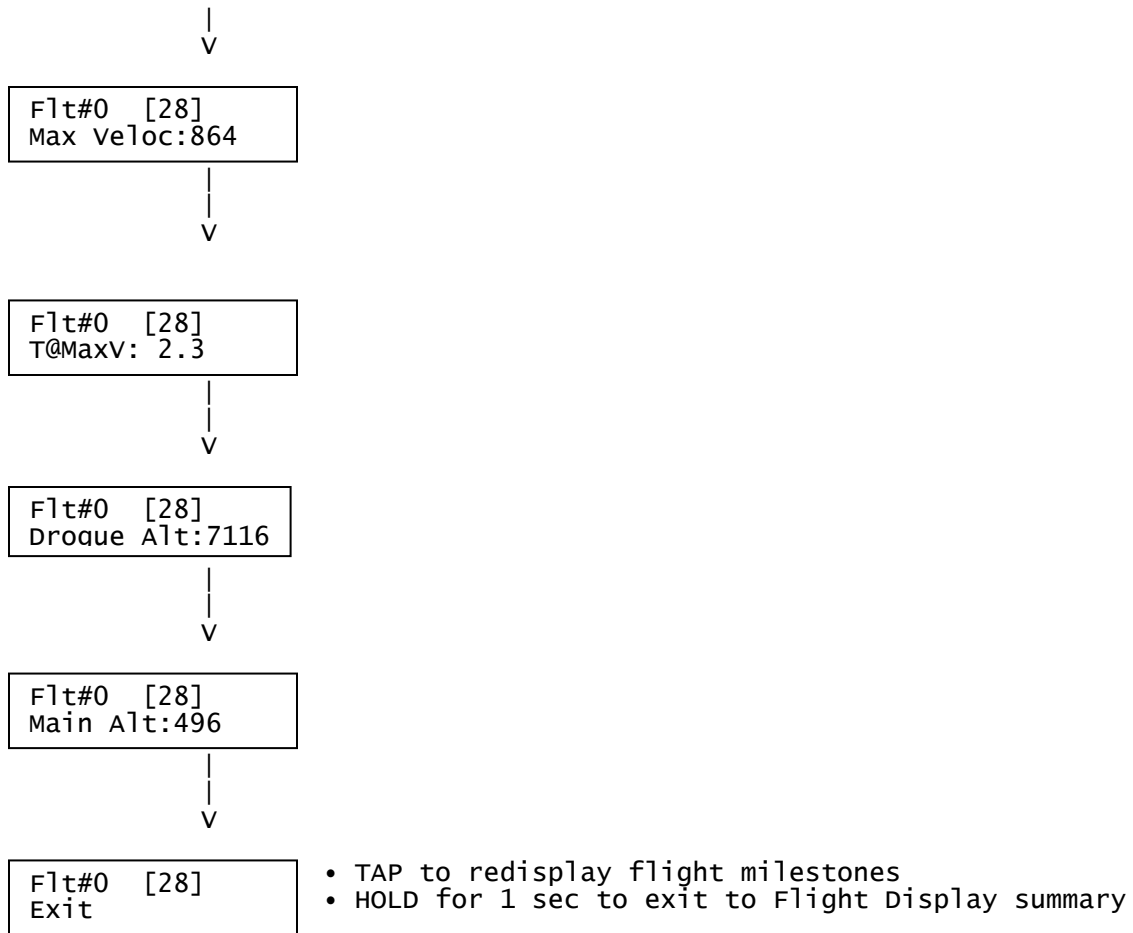 |
V
Flt#0 [28]
Max Veloc:864
|
|
V
Flt#0 [28]
T@MaxV: 2.3
|
|
V
Flt#0 [28]
Drogue Alt:7116
|
|
V
Flt#0 [28]
Main Alt:496
|
|
V
Flt#0 [28]
Exit
• TAP to redisplay flight milestones
• HOLD for 1 sec to exit to Flight Display summary